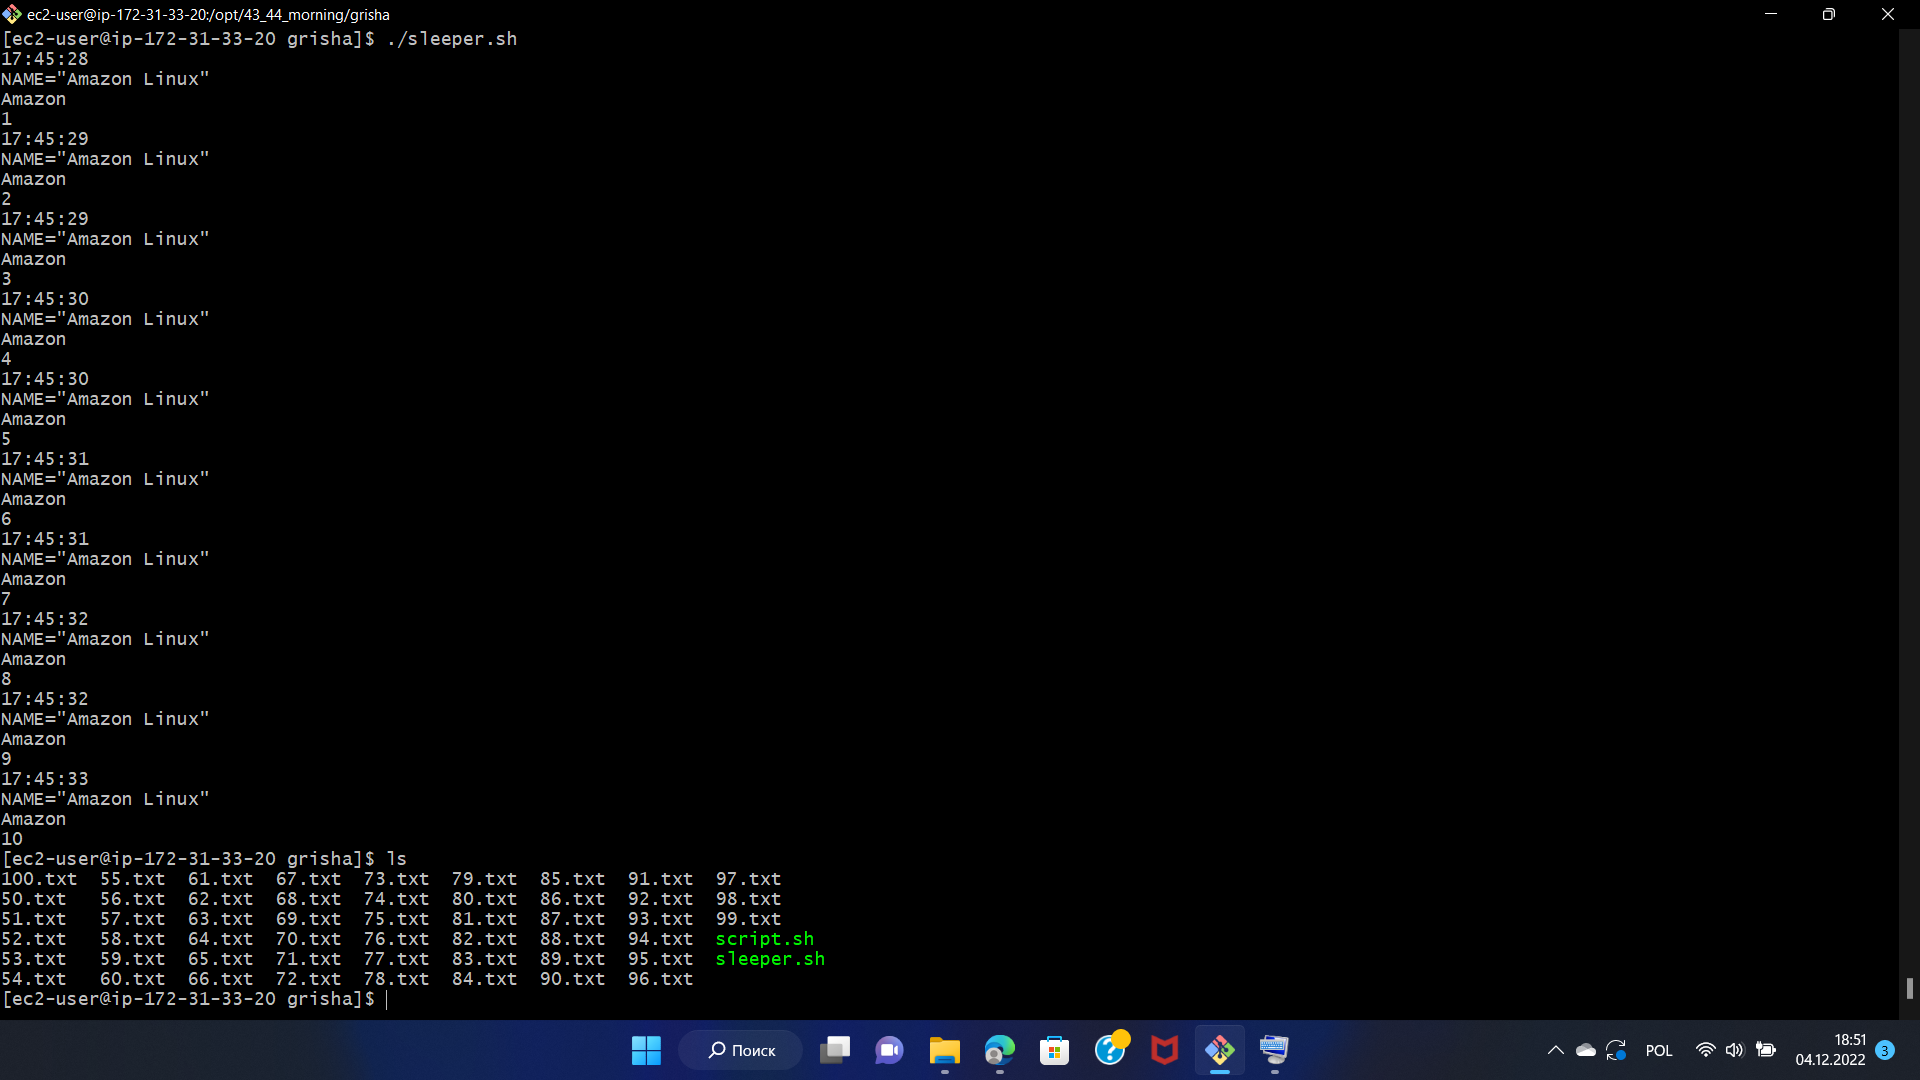 ec2-user@ip-172-31-33-20:/opt/43_44_morning/grisha
[ec2-user@ip-172-31-33-20 grisha]$ ./sleeper.sh
17:45:28
NAME="Amazon Linux"
Amazon
1
17:45:29
NAME="Amazon Linux"
Amazon
2
17:45:29
NAME="Amazon Linux"
Amazon
3
17:45:30
NAME="Amazon Linux"
Amazon
4
17:45:30
NAME="Amazon Linux"
Amazon
5
17:45:31
NAME="Amazon Linux"
Amazon
6
17:45:31
NAME="Amazon Linux"
Amazon
7
17:45:32
NAME="Amazon Linux"
Amazon
8
17:45:32
NAME="Amazon Linux"
Amazon
9
17:45:33
NAME="Amazon Linux"
Amazon
10
[ec2-user@ip-172-31-33-20 grisha]$ ls
100.txt 55.txt 61.txt 67.txt 73.txt 79.txt 85.txt 91.txt 97.txt
50.txt 56.txt 62.txt 68.txt 74.txt 80.txt 86.txt 92.txt 98.txt
51.txt 57.txt 63.txt 69.txt 75.txt 81.txt 87.txt 93.txt 99.txt
52.txt 58.txt 64.txt 70.txt 76.txt 82.txt 88.txt 94.txt script.sh
53.txt 59.txt 65.txt 71.txt 77.txt 83.txt 89.txt 95.txt sleeper.sh
54.txt 60.txt 66.txt 72.txt 78.txt 84.txt 90.txt 96.txt
[ec2-user@ip-172-31-33-20 grisha]$
Поиск
POL
18:51
04.12.2022
3